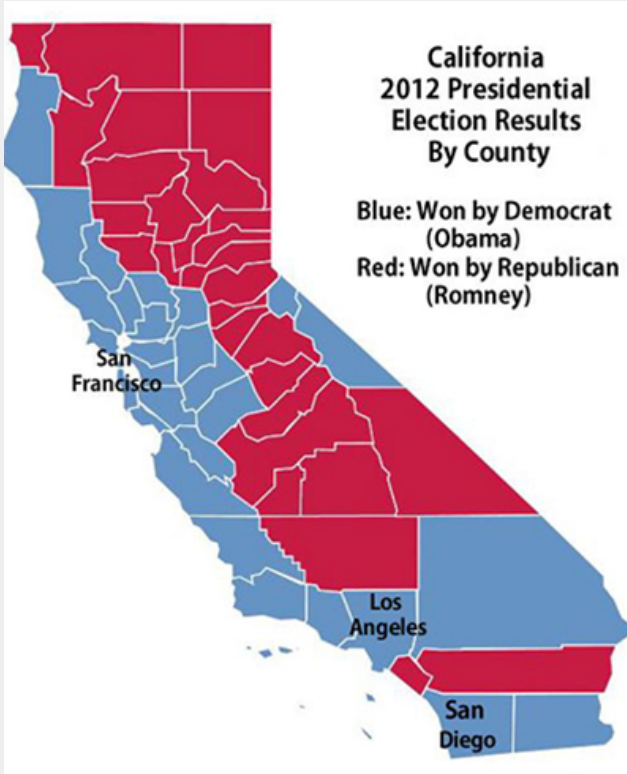 California
2012 Presidential
Election Results
By County
Blue: Won by Democrat
(Obama)
Red: Won by Republican
(Romney)
San
Francisco
Los
Angeles
San
Diego